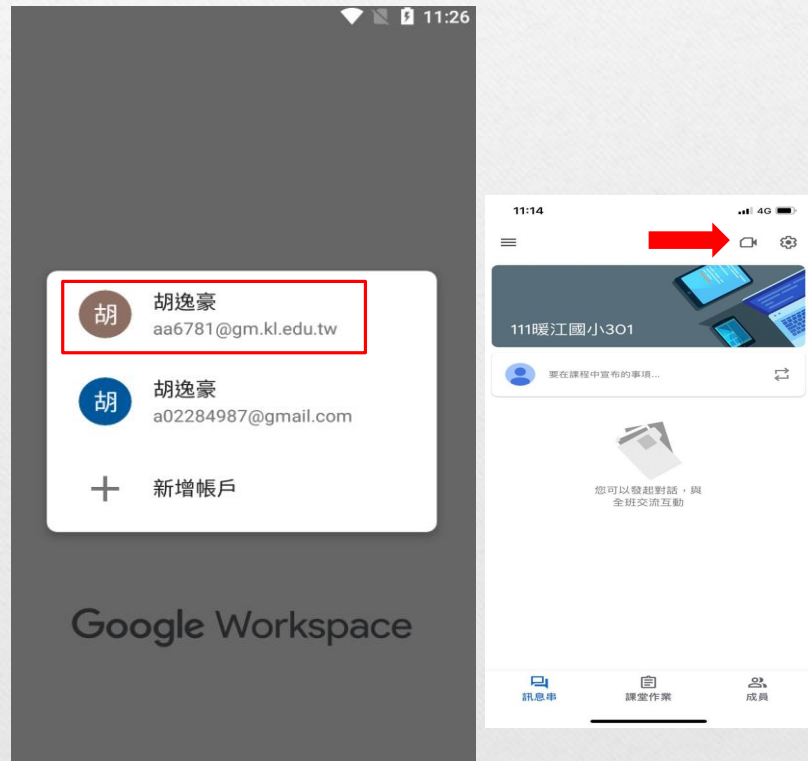 11:26
胡
胡逸豪
aa6781@gm.kl.edu.tw
胡
胡逸豪
a02284987@gmail.com
新增帳戶
Google Workspace
11:14
4G
111暖江國小301
要在課程中宣布的事項...
您可以發起對話，與
全班交流互動
訊息串
課堂作業
成員